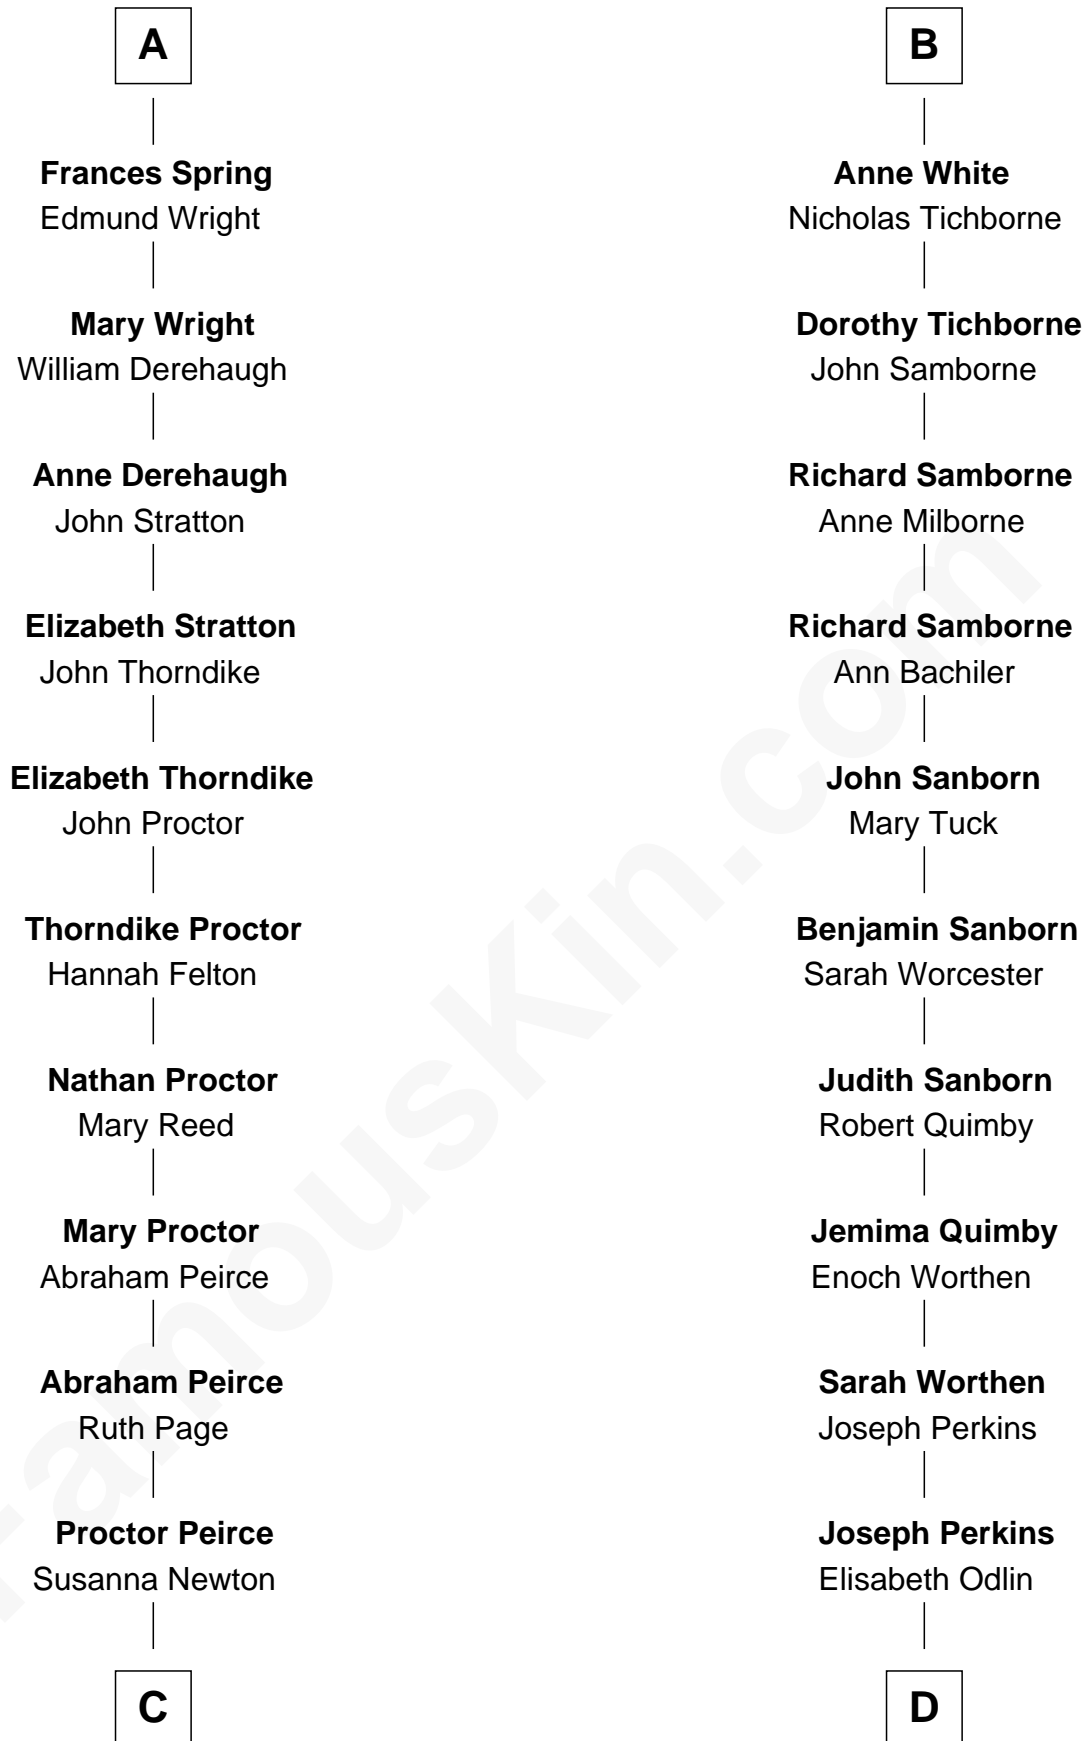 A
Frances Spring
Edmund Wright
Mary Wright
William Derehaugh
Anne Derehaugh
John Stratton
Elizabeth Stratton
John Thorndike
Elizabeth Thorndike
John Proctor
Thorndike Proctor
Hannah Felton
Nathan Proctor
Mary Reed
Mary Proctor
Abraham Peirce
Abraham Peirce
Ruth Page
Proctor Peirce
Susanna Newton
C
B
Anne White
Nicholas Tichborne
Dorothy Tichborne
John Samborne
Richard Samborne
Anne Milborne
Richard Samborne
Ann Bachiler
John Sanborn
Mary Tuck
Benjamin Sanborn
Sarah Worcester
Judith Sanborn
Robert Quimby
Jemima Quimby
Enoch Worthen
Sarah Worthen
Joseph Perkins
Joseph Perkins
Elisabeth Odlin
D
FamousKin.com